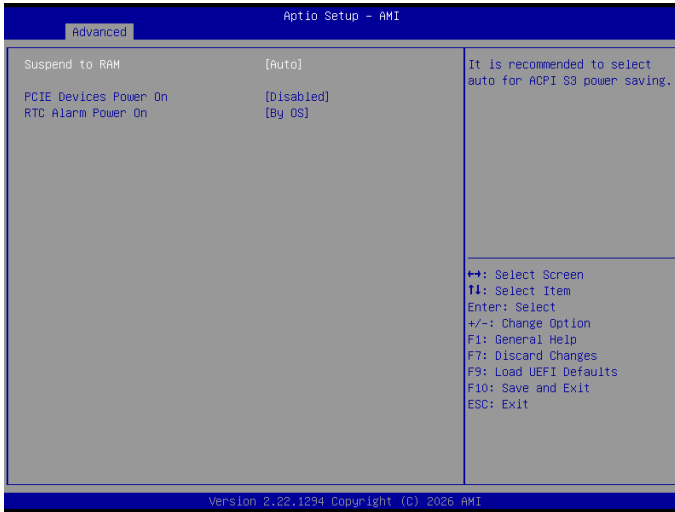 Aptio Setup – AMI
Advanced
Suspend to RAM [Auto]
PCIE Devices Power On [Disabled]
RTC Alarm Power On [By OS]
It is recommended to select
auto for ACPI S3 power saving.
↔: Select Screen
↑↓: Select Item
Enter: Select
+/-: Change Option
F1: General Help
F7: Discard Changes
F9: Load UEFI Defaults
F10: Save and Exit
ESC: Exit
Version 2.22.1294 Copyright (C) 2026 AMI